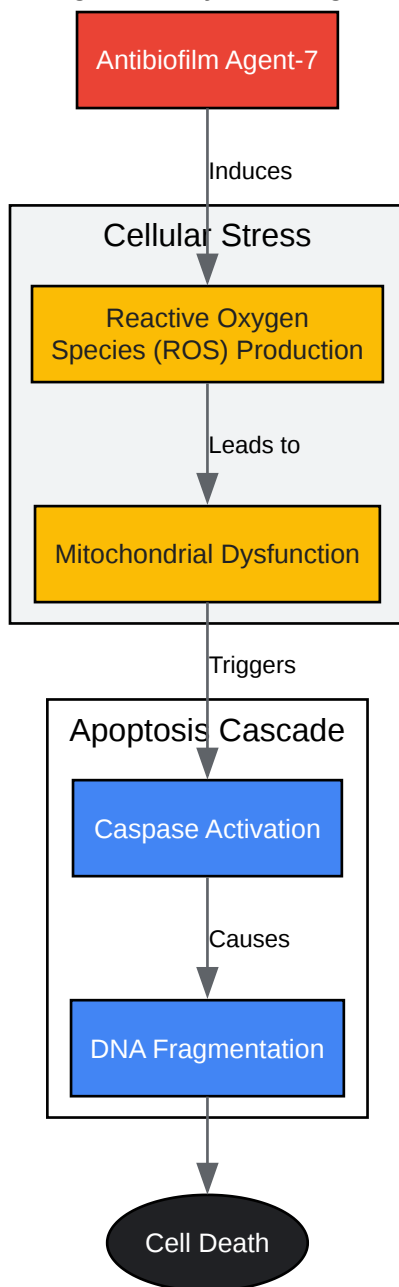 Antibiofilm Agent-7
Induces
Cellular Stress
Reactive Oxygen
Species (ROS) Production
Leads to
Mitochondrial Dysfunction
Triggers
Apoptosis Cascade
Caspase Activation
Causes
DNA Fragmentation
Cell Death